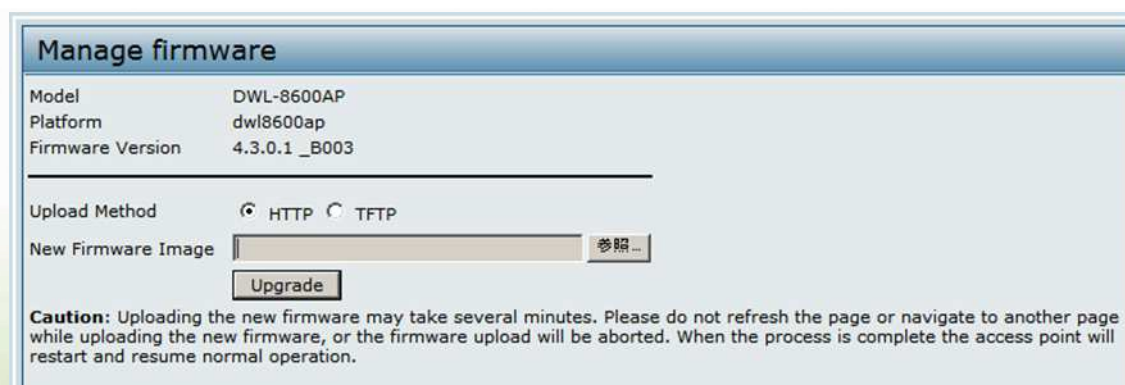 Manage firmware
Model DWL-8600AP
Platform dwl8600ap
Firmware Version 4.3.0.1 _B003
Upload Method HTTP TFTP
New Firmware Image 参照...
Upgrade
Caution: Uploading the new firmware may take several minutes. Please do not refresh the page or navigate to another page
while uploading the new firmware, or the firmware upload will be aborted. When the process is complete the access point will
restart and resume normal operation.